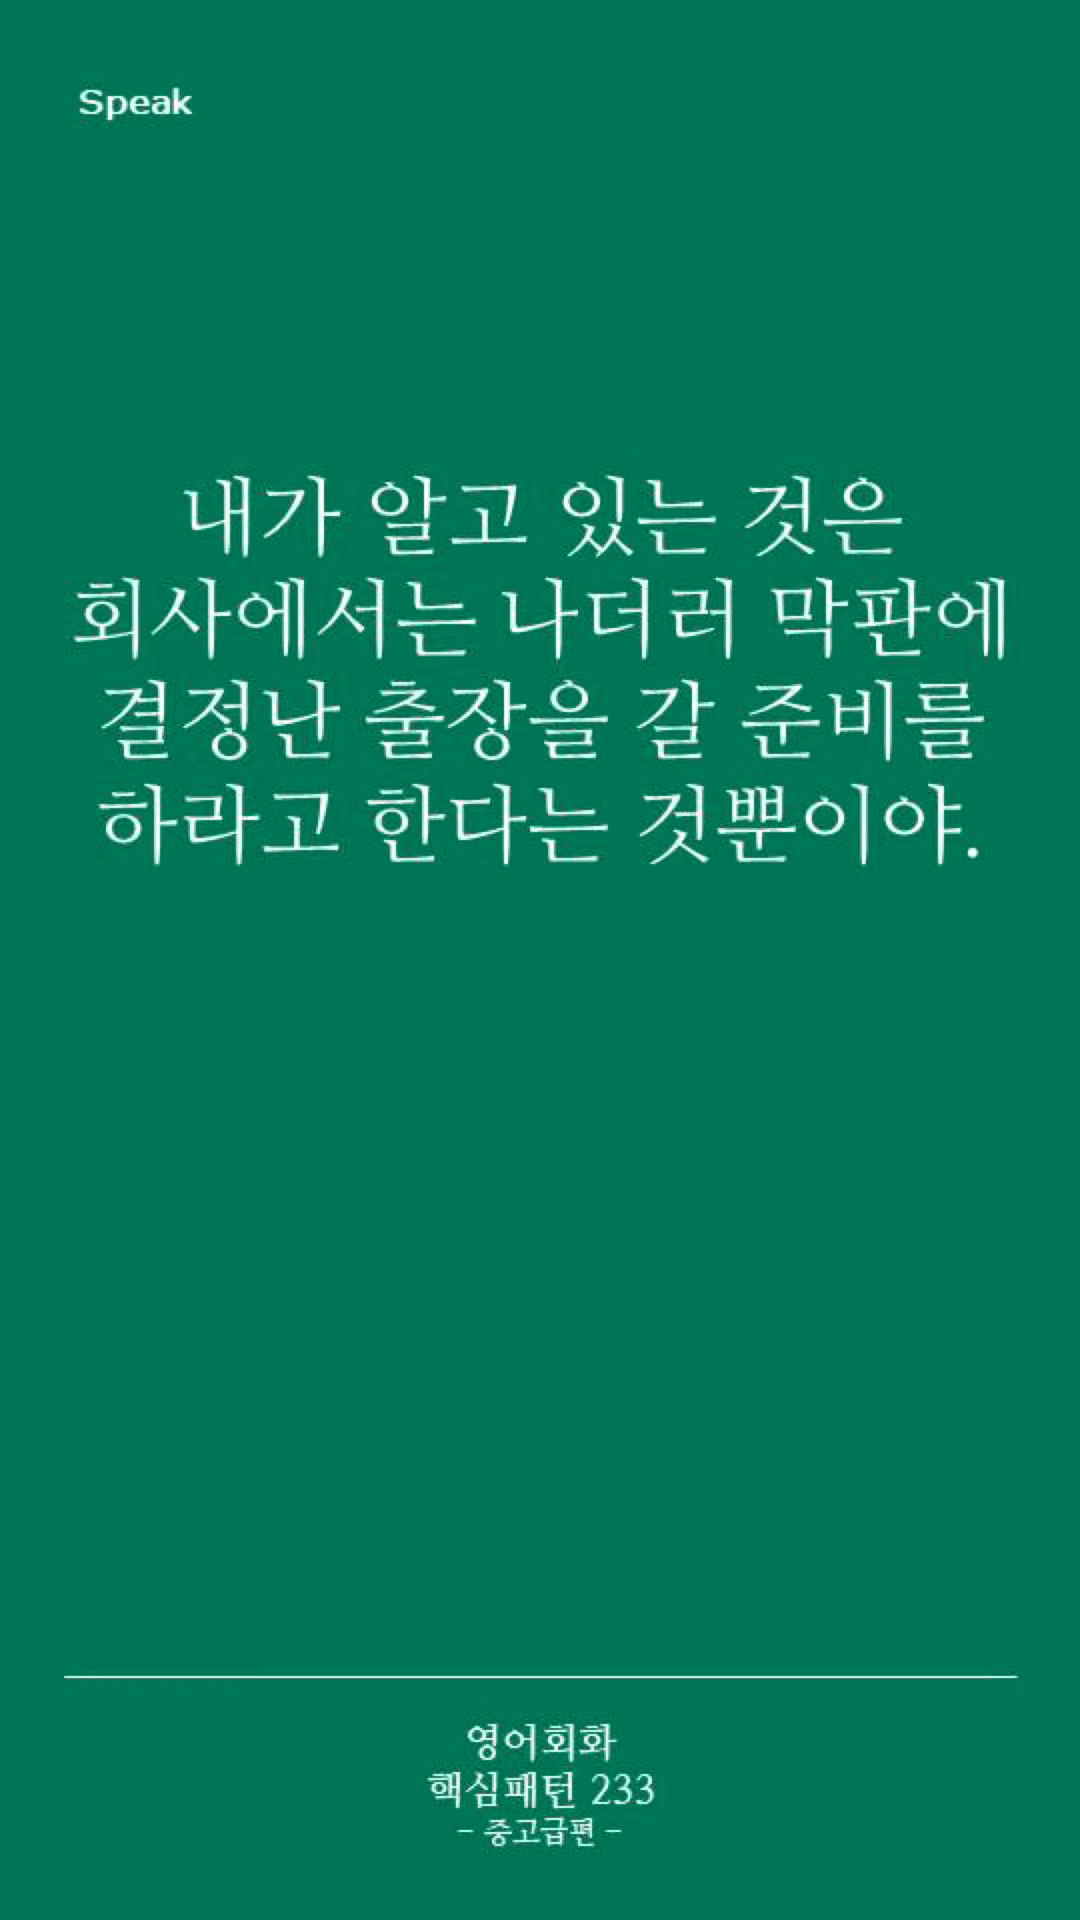 Speak
내가 알고 있는 것은
회사에서는 나더러 막판에
결정난 출장을 갈 준비를
하라고 한다는 것뿐이야.
영어회화
핵심패턴 233
- 중고급편 -